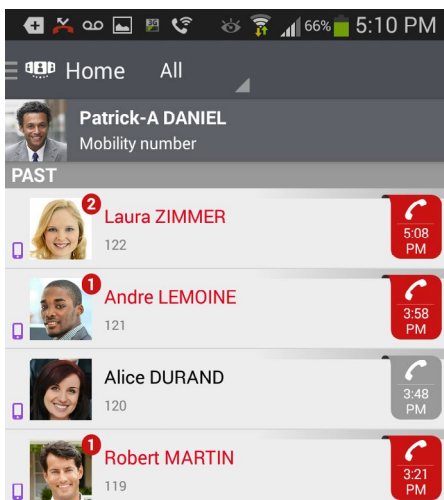 66% 5:10 PM
Home All
Patrick-A DANIEL
Mobility number
PAST
2
Laura ZIMMER
122
5:08
PM
1
Andre LEMOINE
121
3:58
PM
Alice DURAND
120
3:48
PM
1
Robert MARTIN
119
3:21
PM